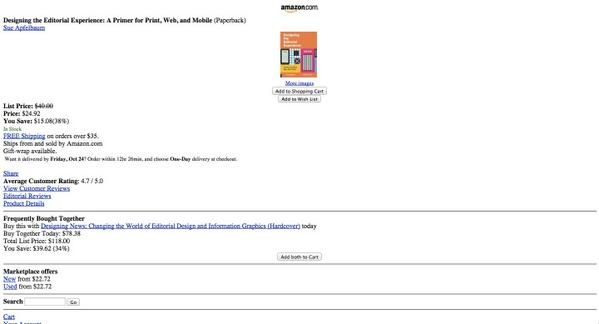 amazon.com.
Designing the Editorial Experience: A Primer for Print, Web, and Mobile (Paperback)
Sue Apfelbaum
Designing
the
Editorial
Experience
More images
Add to Shopping Cart
Add to Wish List
List Price: $40.00
Price: $24.92
You Save: $15.08(38%)
In Stock
FREE Shipping on orders over $35.
Ships from and sold by Amazon.com
Gift-wrap available.
Want it delivered by Friday, Oct 24? Order within 12hr 26min, and choose One-Day delivery at checkout.
Share
Average Customer Rating: 4.7 / 5.0
View Customer Reviews
Editorial Reviews
Product Details
Frequently Bought Together
Buy this with Designing News: Changing the World of Editorial Design and Information Graphics (Hardcover) today
Buy Together Today: $78.38
Total List Price: $118.00
You Save: $39.62 (34%)
Add both to Cart
Marketplace offers
New from $22.72
Used from $22.72
Search
Go
Cart
Your Account